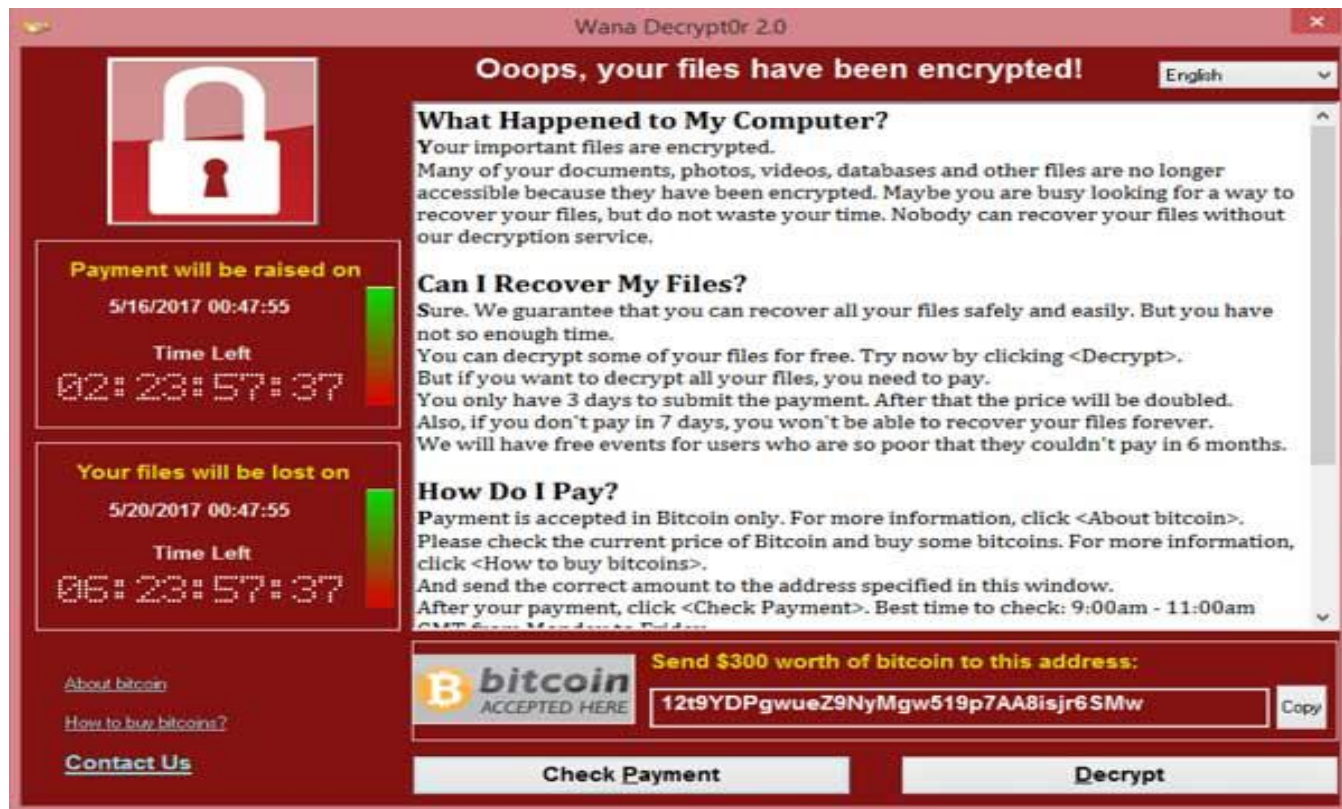 Wana Decrypt0r 2.0
Ooops, your files have been encrypted!
English
What Happened to My Computer?
Your important files are encrypted.
Many of your documents, photos, videos, databases and other files are no longer
accessible because they have been encrypted. Maybe you are busy looking for a way to
recover your files, but do not waste your time. Nobody can recover your files without
our decryption service.
Can I Recover My Files?
Sure. We guarantee that you can recover all your files safely and easily. But you have
not so enough time.
You can decrypt some of your files for free. Try now by clicking <Decrypt>.
But if you want to decrypt all your files, you need to pay.
You only have 3 days to submit the payment. After that the price will be doubled.
Also, if you don`t pay in 7 days, you won`t be able to recover your files forever.
We will have free events for users who are so poor that they couldn`t pay in 6 months.
How Do I Pay?
Payment is accepted in Bitcoin only. For more information, click <About bitcoin>.
Please check the current price of Bitcoin and buy some bitcoins. For more information,
click <How to buy bitcoins>.
And send the correct amount to the address specified in this window.
After your payment, click <Check Payment>. Best time to check: 9:00am - 11:00am
GMT from Monday to Friday
Payment will be raised on
5/16/2017 00:47:55
Time Left
02:23:57:37
Your files will be lost on
5/20/2017 00:47:55
Time Left
06:23:57:37
About bitcoin
How to buy bitcoins?
Contact Us
bitcoin
ACCEPTED HERE
Send $300 worth of bitcoin to this address:
12t9YDPgwueZ9NyMgw519p7AA8isjr6SMw
Copy
Check Payment
Decrypt